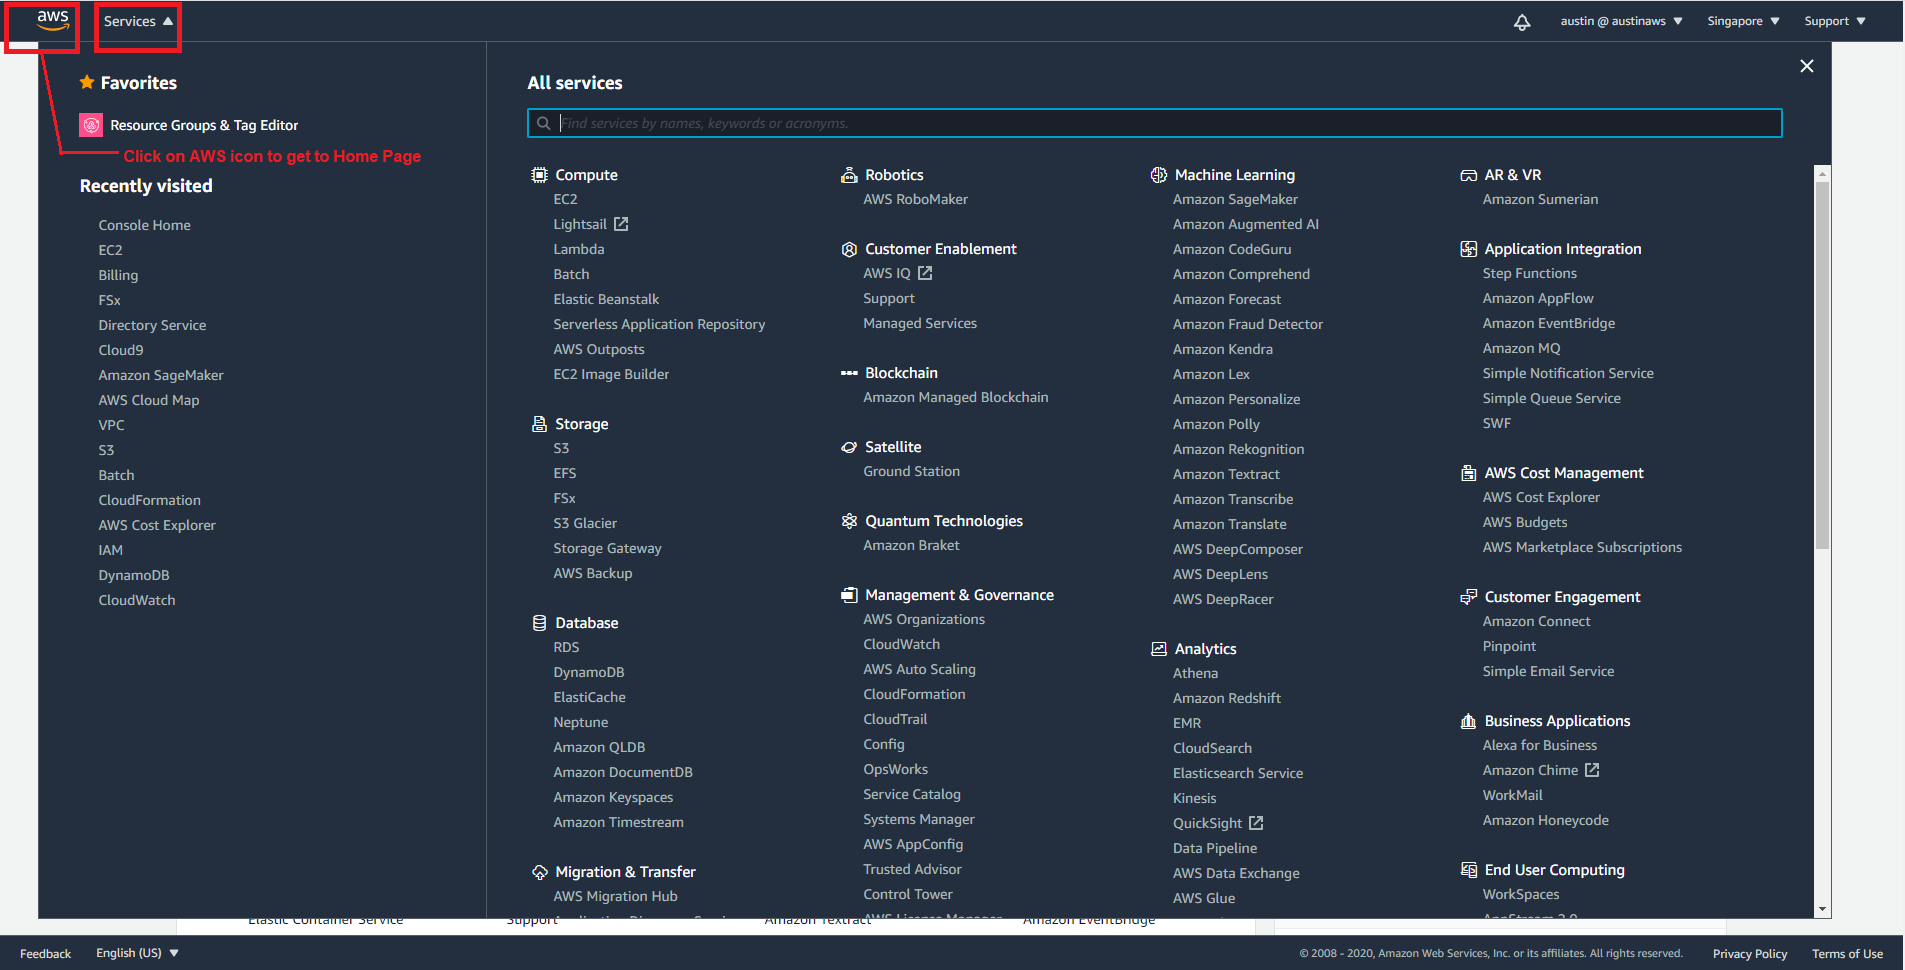 aws
Services
austin @ austinaws
Singapore
Support
Favorites
Resource Groups & Tag Editor
Click on AWS icon to get to Home Page
Recently visited
Console Home
EC2
Billing
FSx
Directory Service
Cloud9
Amazon SageMaker
AWS Cloud Map
VPC
S3
Batch
CloudFormation
AWS Cost Explorer
IAM
DynamoDB
CloudWatch
All services
Find services by names, keywords or acronyms.
Compute
EC2
Lightsail
Lambda
Batch
Elastic Beanstalk
Serverless Application Repository
AWS Outposts
EC2 Image Builder
Storage
S3
EFS
FSx
S3 Glacier
Storage Gateway
AWS Backup
Database
RDS
DynamoDB
ElastiCache
Neptune
Amazon QLDB
Amazon DocumentDB
Amazon Keyspaces
Amazon Timestream
Migration & Transfer
AWS Migration Hub
Robotics
AWS RoboMaker
Customer Enablement
AWS IQ
Support
Managed Services
Blockchain
Amazon Managed Blockchain
Satellite
Ground Station
Quantum Technologies
Amazon Braket
Management & Governance
AWS Organizations
CloudWatch
AWS Auto Scaling
CloudFormation
CloudTrail
Config
OpsWorks
Service Catalog
Systems Manager
AWS AppConfig
Trusted Advisor
Control Tower
AWS License Manager
Machine Learning
Amazon SageMaker
Amazon Augmented AI
Amazon CodeGuru
Amazon Comprehend
Amazon Forecast
Amazon Fraud Detector
Amazon Kendra
Amazon Lex
Amazon Personalize
Amazon Polly
Amazon Rekognition
Amazon Textract
Amazon Transcribe
Amazon Translate
AWS DeepComposer
AWS DeepLens
AWS DeepRacer
Analytics
Athena
Amazon Redshift
EMR
CloudSearch
Elasticsearch Service
Kinesis
QuickSight
Data Pipeline
AWS Data Exchange
AWS Glue
AR & VR
Amazon Sumerian
Application Integration
Step Functions
Amazon AppFlow
Amazon EventBridge
Amazon MQ
Simple Notification Service
Simple Queue Service
SWF
AWS Cost Management
AWS Cost Explorer
AWS Budgets
AWS Marketplace Subscriptions
Customer Engagement
Amazon Connect
Pinpoint
Simple Email Service
Business Applications
Alexa for Business
Amazon Chime
WorkMail
Amazon Honeycode
End User Computing
WorkSpaces
AppStream 2.0
Elastic Container Service
Support
Amazon Textract
Amazon EventBridge
Feedback
English (US)
© 2008 - 2020, Amazon Web Services, Inc. or its affiliates. All rights reserved.
Privacy Policy
Terms of Use